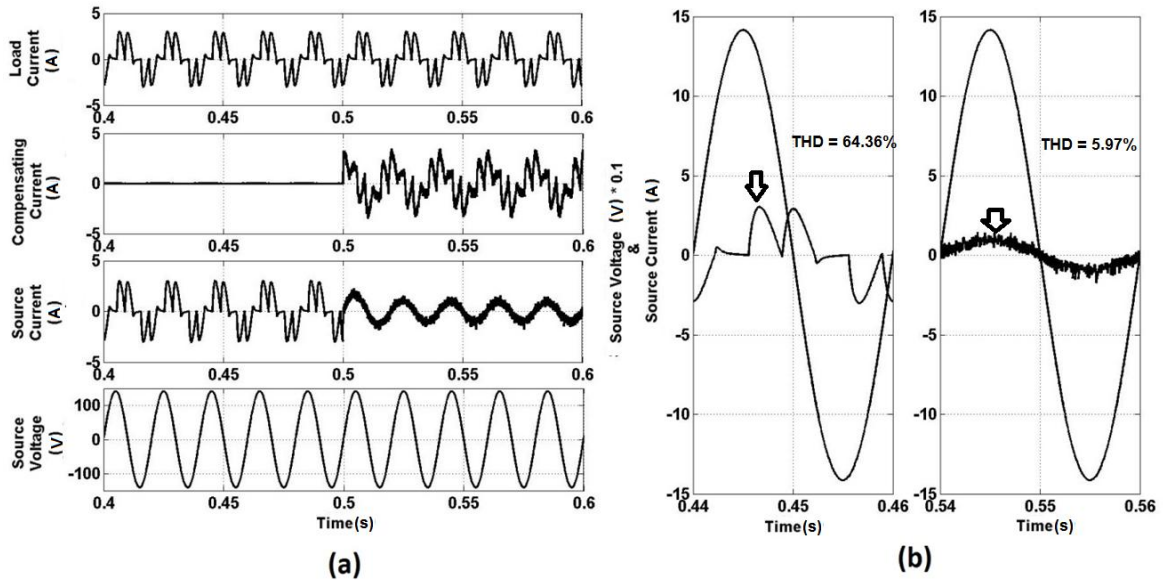 5
0
-5
Load
Current
(A)
0.4
0.45
0.5
0.55
0.6
5
0
-5
Compensating
Current
(A)
0.4
0.45
0.5
0.55
0.6
5
0
-5
Source
Current
(A)
0.4
0.45
0.5
0.55
0.6
100
0
-100
Source
Voltage
(V)
0.4
0.45
0.5
0.55
0.6
Time(s)
(a)
Source Voltage (V) * 0.1
&
Source Current (A)
15
10
5
0
-5
-10
-15
THD = 64.36%
0.44
0.45
0.46
Time(s)
15
10
5
0
-5
-10
-15
THD = 5.97%
0.54
0.55
0.56
Time(s)
(b)